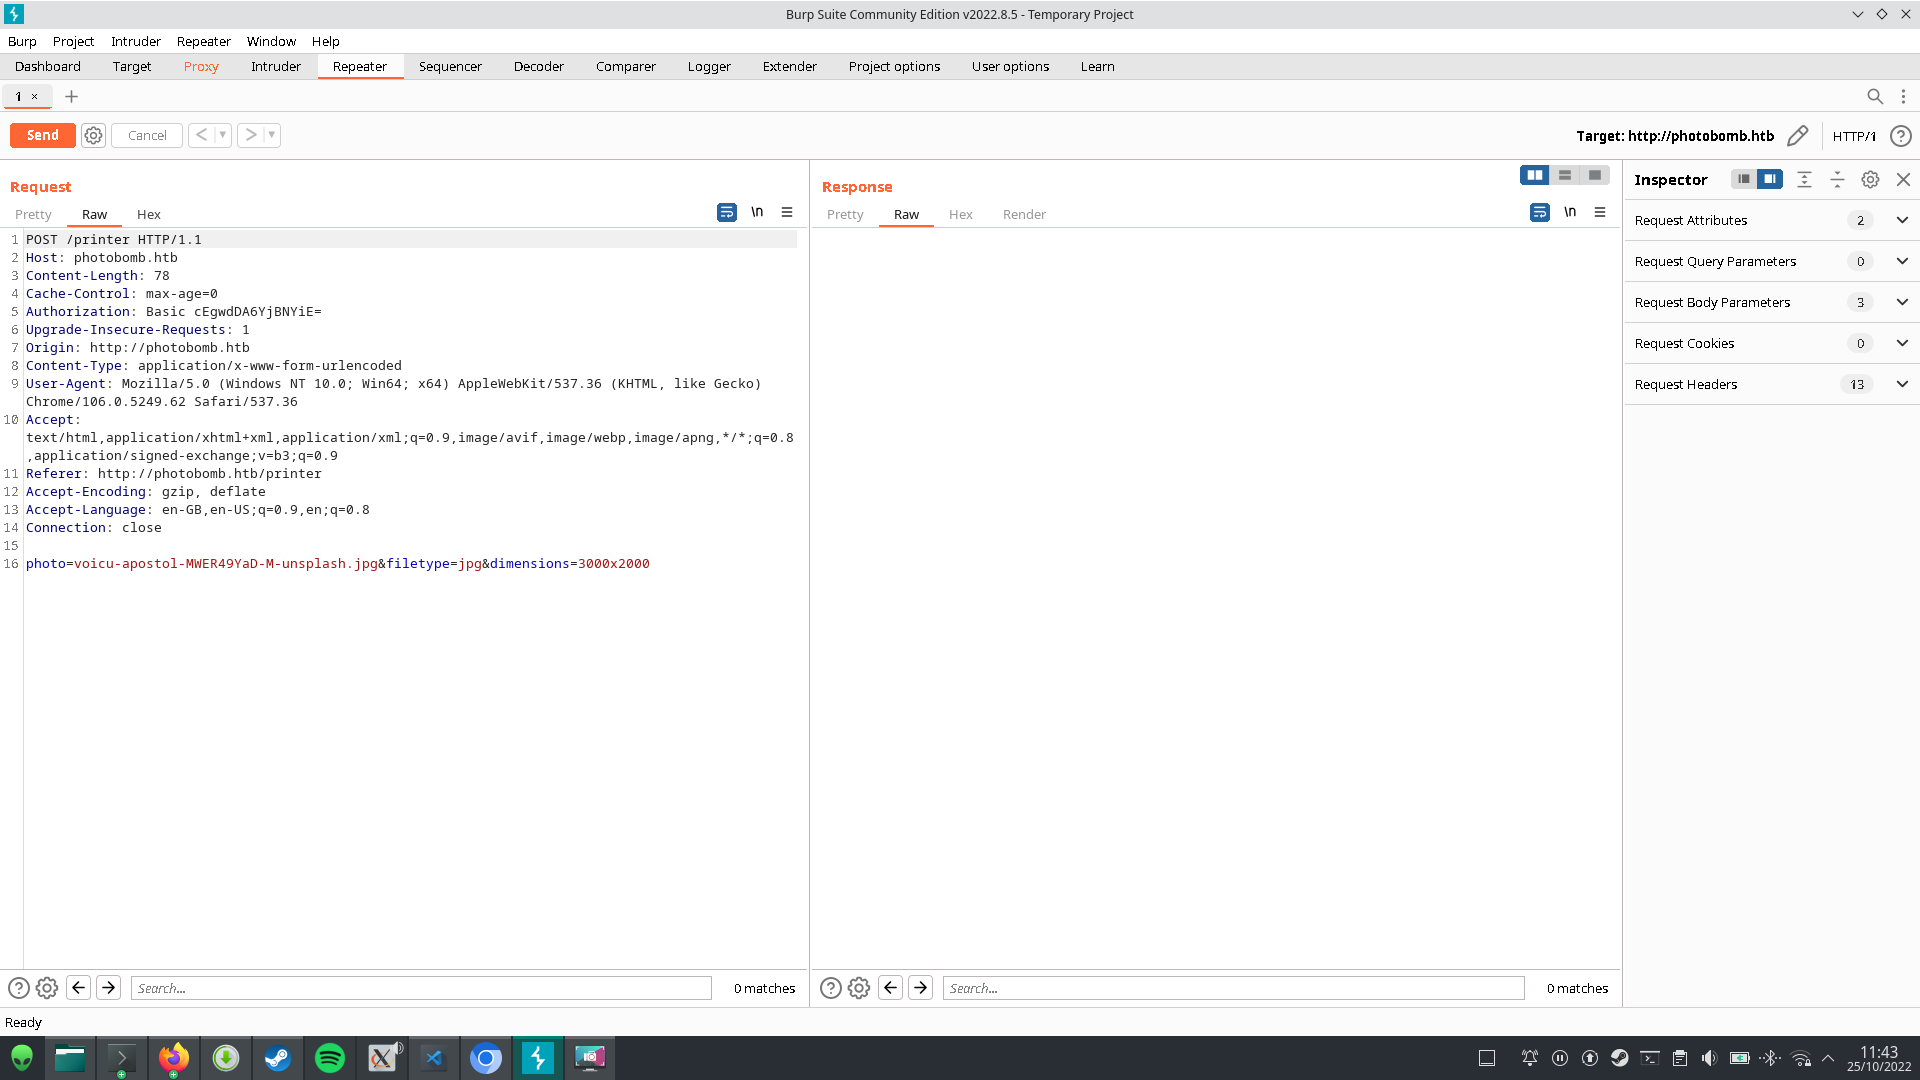 Burp Suite Community Edition v2022.8.5 - Temporary Project
Burp Project Intruder Repeater Window Help
Dashboard Target Proxy Intruder Repeater Sequencer Decoder Comparer Logger Extender Project options User options Learn
1 ×
Send Cancel < >
Target: http://photobomb.htb HTTP/1
Request
Pretty Raw Hex \n
1 POST /printer HTTP/1.1
2 Host: photobomb.htb
3 Content-Length: 78
4 Cache-Control: max-age=0
5 Authorization: Basic cEgwdDA6YjBNYiE=
6 Upgrade-Insecure-Requests: 1
7 Origin: http://photobomb.htb
8 Content-Type: application/x-www-form-urlencoded
9 User-Agent: Mozilla/5.0 (Windows NT 10.0; Win64; x64) AppleWebKit/537.36 (KHTML, like Gecko)
Chrome/106.0.5249.62 Safari/537.36
10 Accept:
text/html,application/xhtml+xml,application/xml;q=0.9,image/avif,image/webp,image/apng,*/*;q=0.8
,application/signed-exchange;v=b3;q=0.9
11 Referer: http://photobomb.htb/printer
12 Accept-Encoding: gzip, deflate
13 Accept-Language: en-GB,en-US;q=0.9,en;q=0.8
14 Connection: close
15
16 photo=voicu-apostol-MWER49YaD-M-unsplash.jpg&filetype=jpg&dimensions=3000x2000
Search... 0 matches
Response
Pretty Raw Hex Render \n
Search... 0 matches
Inspector
Request Attributes 2
Request Query Parameters 0
Request Body Parameters 3
Request Cookies 0
Request Headers 13
Ready
11:43
25/10/2022